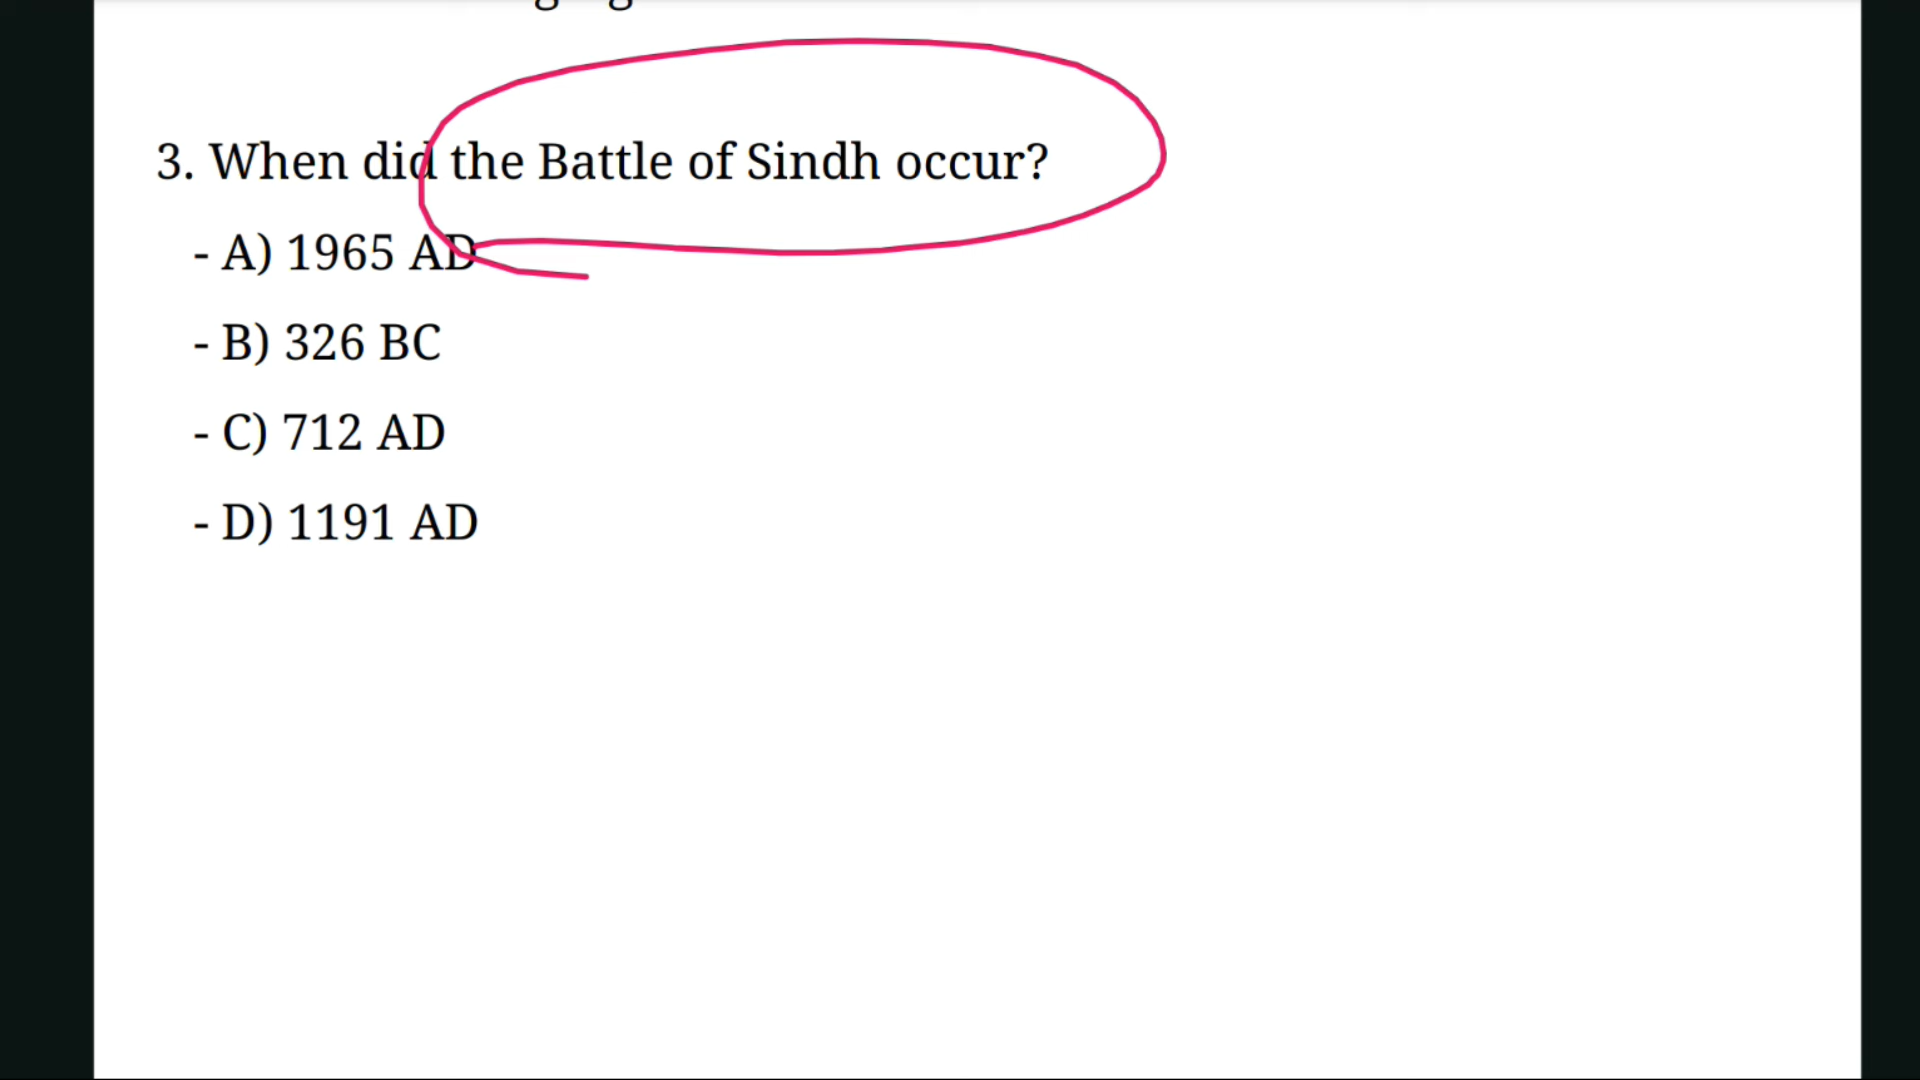 3. When did the Battle of Sindh occur?
- A) 1965 AD
- B) 326 BC
- C) 712 AD
- D) 1191 AD